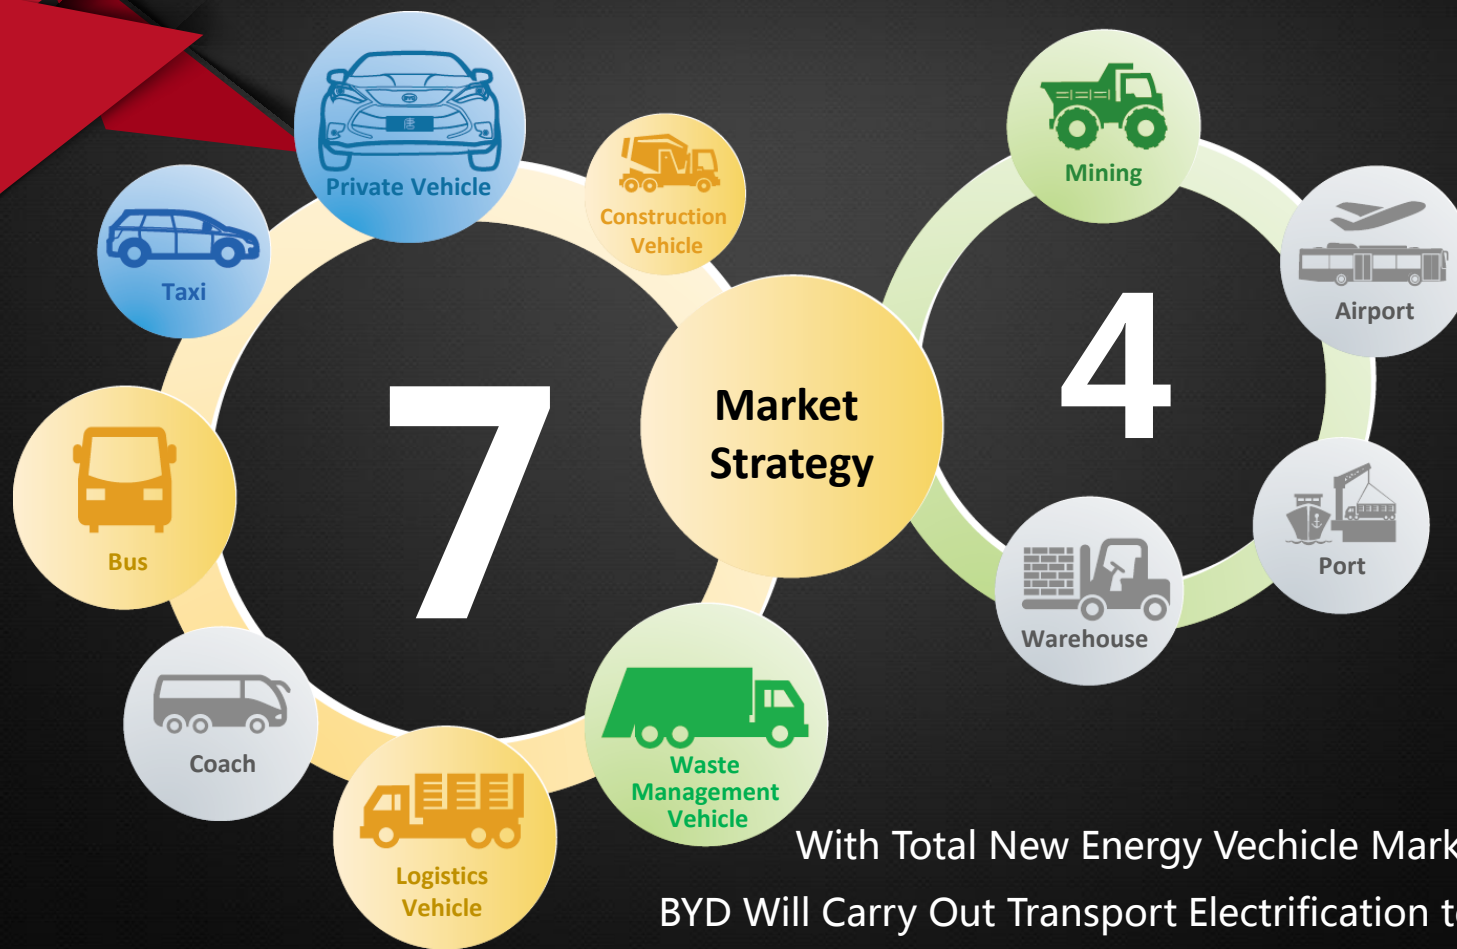 Private Vehicle
Construction
Vehicle
Taxi
Bus
Coach
Logistics
Vehicle
Waste
Management
Vehicle
7
Market
Strategy
4
Mining
Airport
Port
Warehouse
With Total New Energy Vechicle Mark
BYD Will Carry Out Transport Electrification t